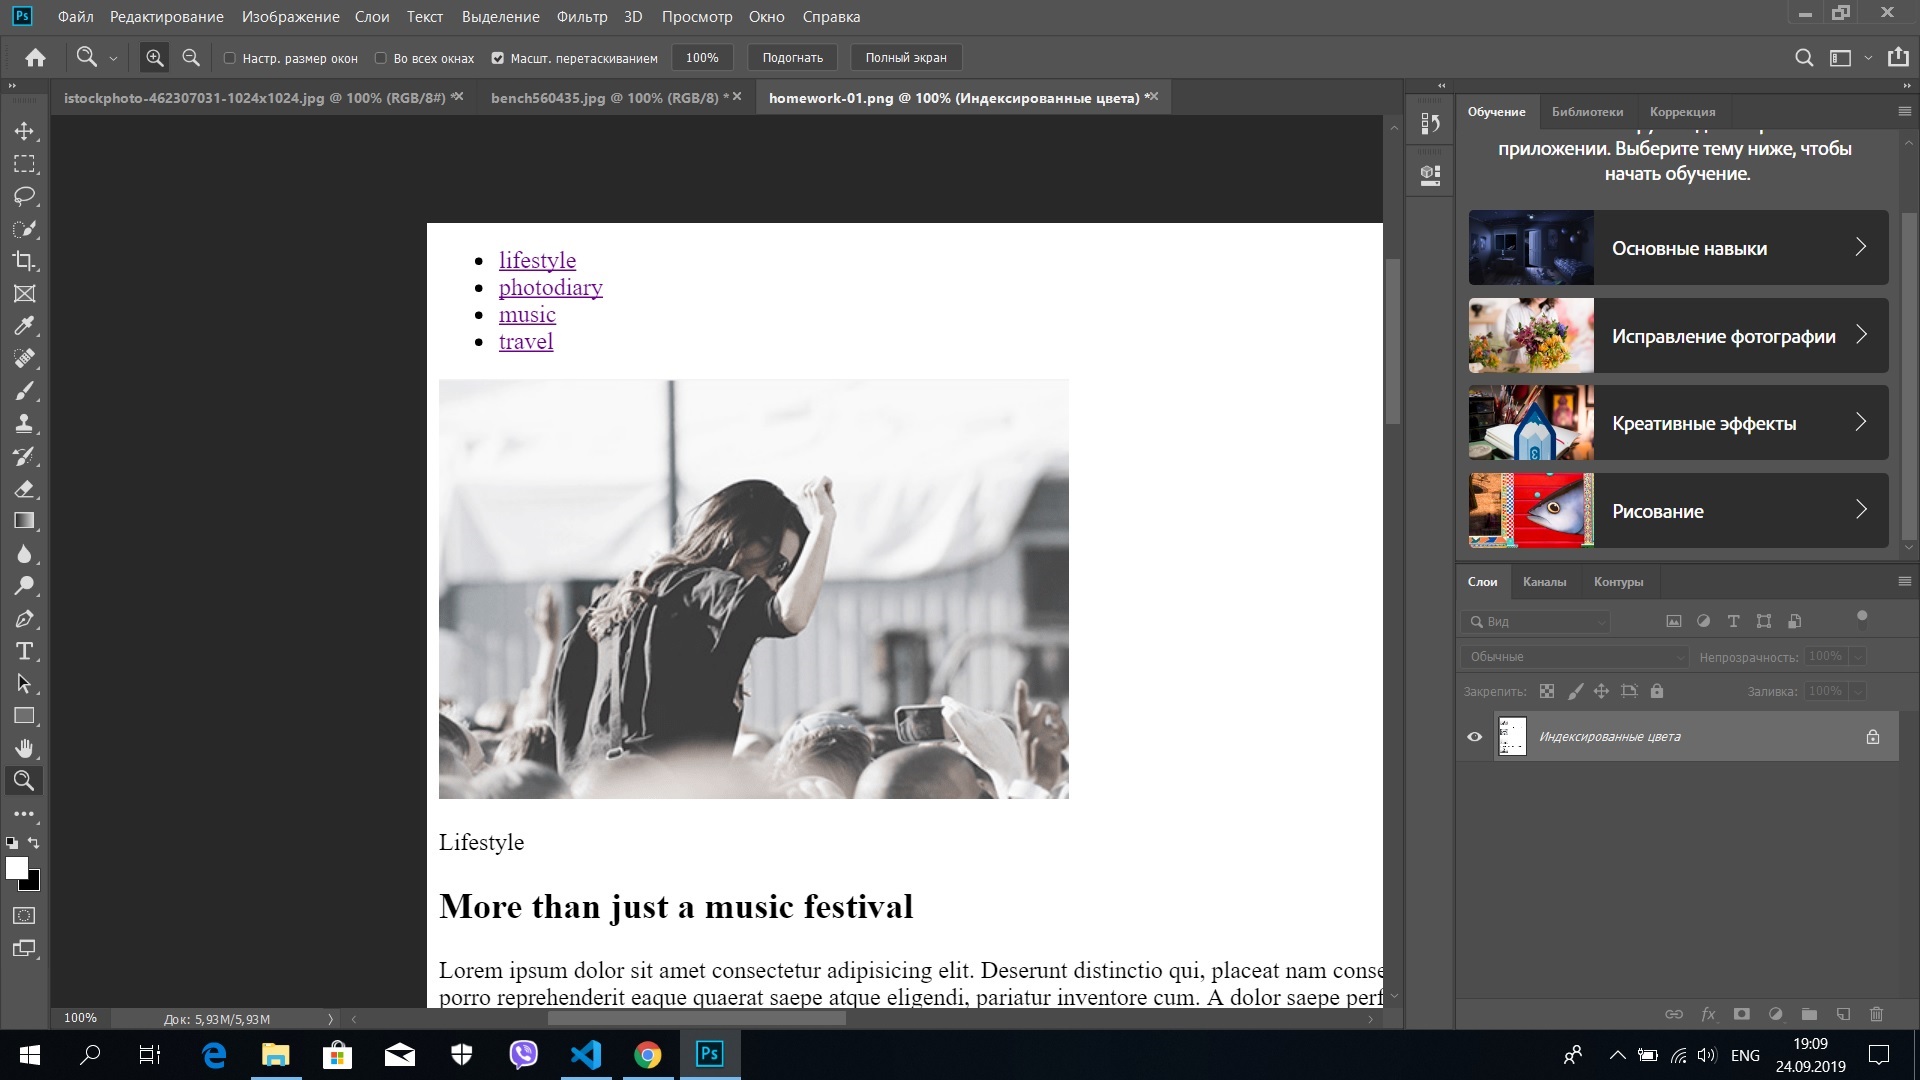 Ps
Файл Редактирование Изображение Слои Текст Выделение Фильтр 3D Просмотр Окно Справка
Настр. размер окон Во всех окнах Масшт. перетаскиванием 100% Подогнать Полный экран
istockphoto-462307031-1024x1024.jpg @ 100% (RGB/8#) * bench560435.jpg @ 100% (RGB/8) * homework-01.png @ 100% (Индексированные цвета) *
lifestyle
photodiary
music
travel
Lifestyle
More than just a music festival
Lorem ipsum dolor sit amet consectetur adipisicing elit. Deserunt distinctio qui, placeat nam conse
porro reprehenderit eaque quaerat saepe atque eligendi, pariatur inventore cum. A dolor saepe perf
100% Док: 5,93M/5,93M
Обучение Библиотеки Коррекция
приложении. Выберите тему ниже, чтобы
начать обучение.
Основные навыки
Исправление фотографии
Креативные эффекты
Рисование
Слои Каналы Контуры
Вид
Обычные Непрозрачность: 100%
Закрепить: Заливка: 100%
Индексированные цвета
fx
Ps ENG
19:09
24.09.2019